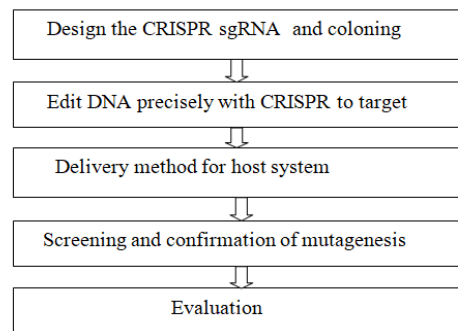 Design the CRISPR sgRNA and coloning
Edit DNA precisely with CRISPR to target
Delivery method for host system
Screening and confirmation of mutagenesis
Evaluation